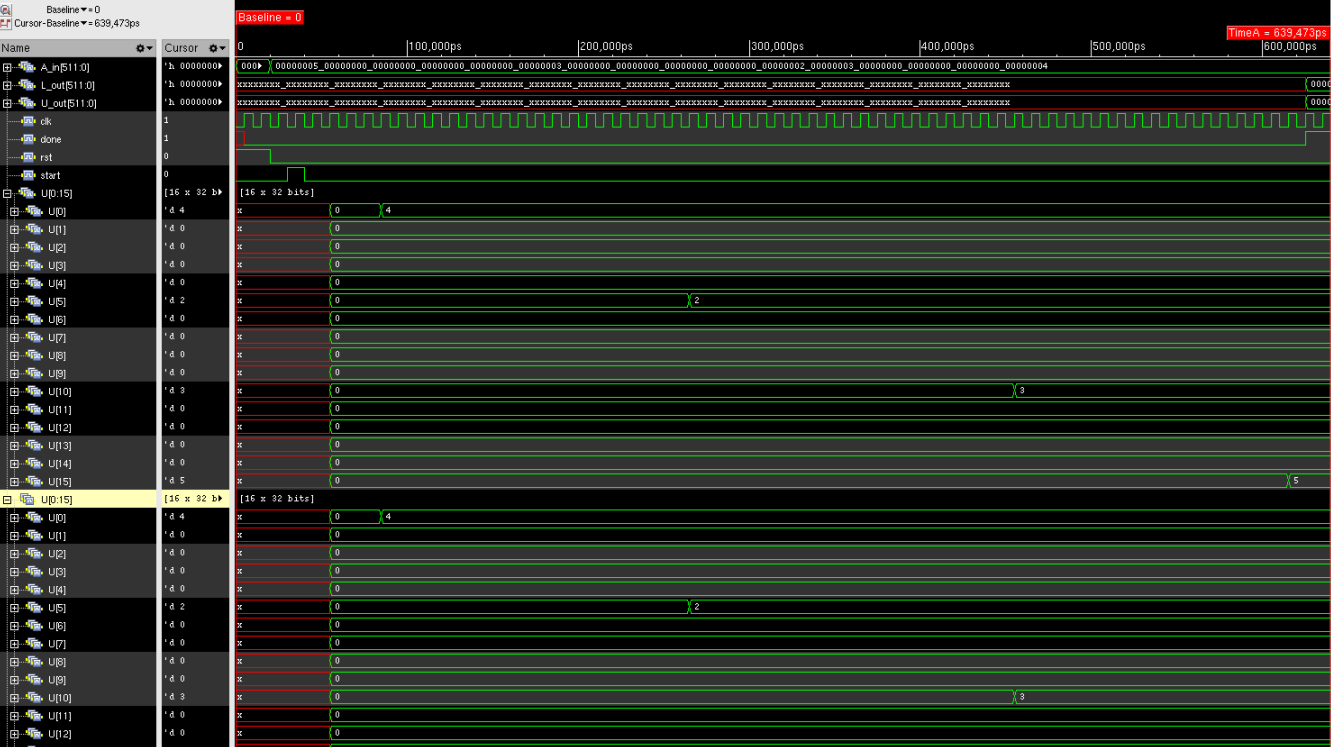 Baseline ▾= 0
Cursor-Baseline ▾= 639,473ps
Baseline = 0
TimeA = 639,473ps
Name Cursor 0 100,000ps 200,000ps 300,000ps 400,000ps 500,000ps 600,000ps
A_in[511:0] 'h 0000000 000 00000005_00000000_00000000_00000000_00000000_00000003_00000000_00000000_00000000_00000000_00000002_00000003_00000000_00000000_00000000_00000004
L_out[511:0] 'h 0000000 xxxxxxxx_xxxxxxxx_xxxxxxxx_xxxxxxxx_xxxxxxxx_xxxxxxxx_xxxxxxxx_xxxxxxxx_xxxxxxxx_xxxxxxxx_xxxxxxxx_xxxxxxxx_xxxxxxxx_xxxxxxxx_xxxxxxxx_xxxxxxxx 0000
U_out[511:0] 'h 0000000 xxxxxxxx_xxxxxxxx_xxxxxxxx_xxxxxxxx_xxxxxxxx_xxxxxxxx_xxxxxxxx_xxxxxxxx_xxxxxxxx_xxxxxxxx_xxxxxxxx_xxxxxxxx_xxxxxxxx_xxxxxxxx_xxxxxxxx_xxxxxxxx 0000
clk 1
done 1
rst 0
start 0
U[0:15] [16 x 32 b [16 x 32 bits]
U[0] 'd 4 x 0 4
U[1] 'd 0 x 0
U[2] 'd 0 x 0
U[3] 'd 0 x 0
U[4] 'd 0 x 0
U[5] 'd 2 x 0 2
U[6] 'd 0 x 0
U[7] 'd 0 x 0
U[8] 'd 0 x 0
U[9] 'd 0 x 0
U[10] 'd 3 x 0 3
U[11] 'd 0 x 0
U[12] 'd 0 x 0
U[13] 'd 0 x 0
U[14] 'd 0 x 0
U[15] 'd 5 x 0 5
U[0:15] [16 x 32 b [16 x 32 bits]
U[0] 'd 4 x 0 4
U[1] 'd 0 x 0
U[2] 'd 0 x 0
U[3] 'd 0 x 0
U[4] 'd 0 x 0
U[5] 'd 2 x 0 2
U[6] 'd 0 x 0
U[7] 'd 0 x 0
U[8] 'd 0 x 0
U[9] 'd 0 x 0
U[10] 'd 3 x 0 3
U[11] 'd 0 x 0
U[12] 'd 0 x 0